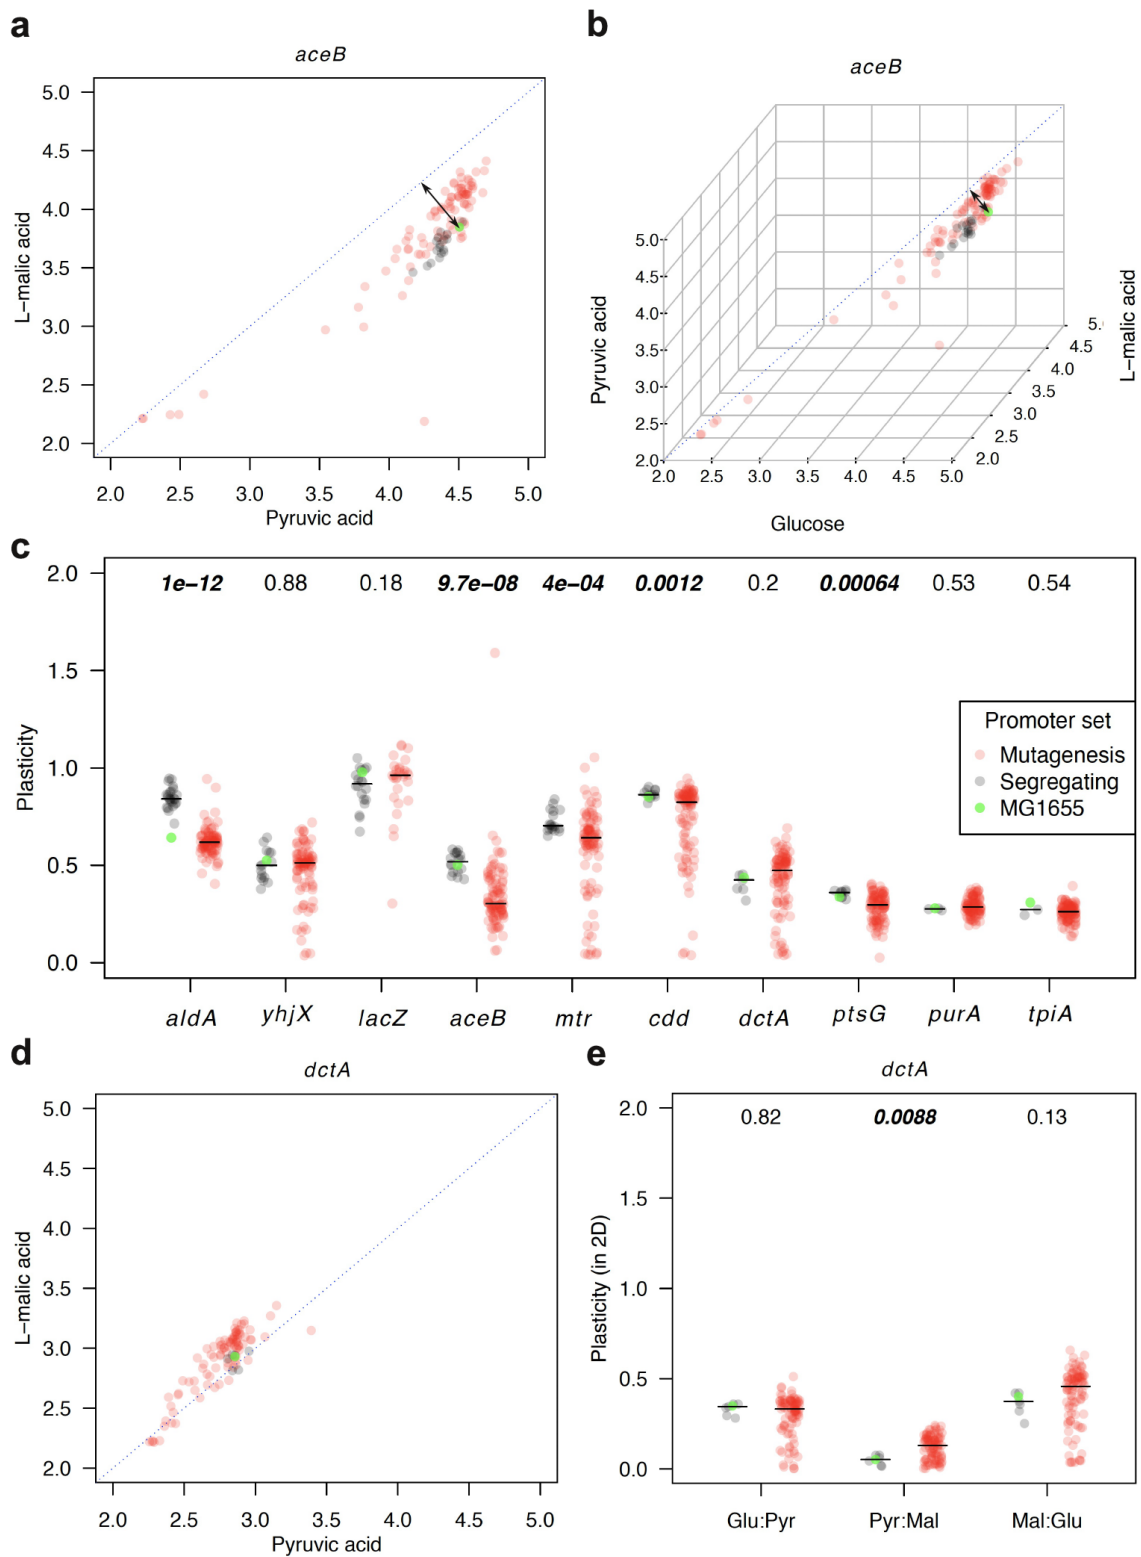 a
aceB
5.0
4.5
4.0
3.5
3.0
2.5
2.0
L−malic acid
2.0 2.5 3.0 3.5 4.0 4.5 5.0
Pyruvic acid
b
aceB
5.0
4.5
4.0
3.5
3.0
2.5
2.0
Pyruvic acid
2.0 2.5 3.0 3.5 4.0 4.5 5.0
Glucose
5.
4.5
4.0
3.5
3.0
2.5
2.0
L−malic acid
c
2.0
1.5
1.0
0.5
0.0
Plasticity
1e−12 0.88 0.18 9.7e−08 4e−04 0.0012 0.2 0.00064 0.53 0.54
Promoter set
Mutagenesis
Segregating
MG1655
aldA yhjX lacZ aceB mtr cdd dctA ptsG purA tpiA
d
dctA
5.0
4.5
4.0
3.5
3.0
2.5
2.0
L−malic acid
2.0 2.5 3.0 3.5 4.0 4.5 5.0
Pyruvic acid
e
dctA
2.0
1.5
1.0
0.5
0.0
Plasticity (in 2D)
0.82 0.0088 0.13
Glu:Pyr Pyr:Mal Mal:Glu